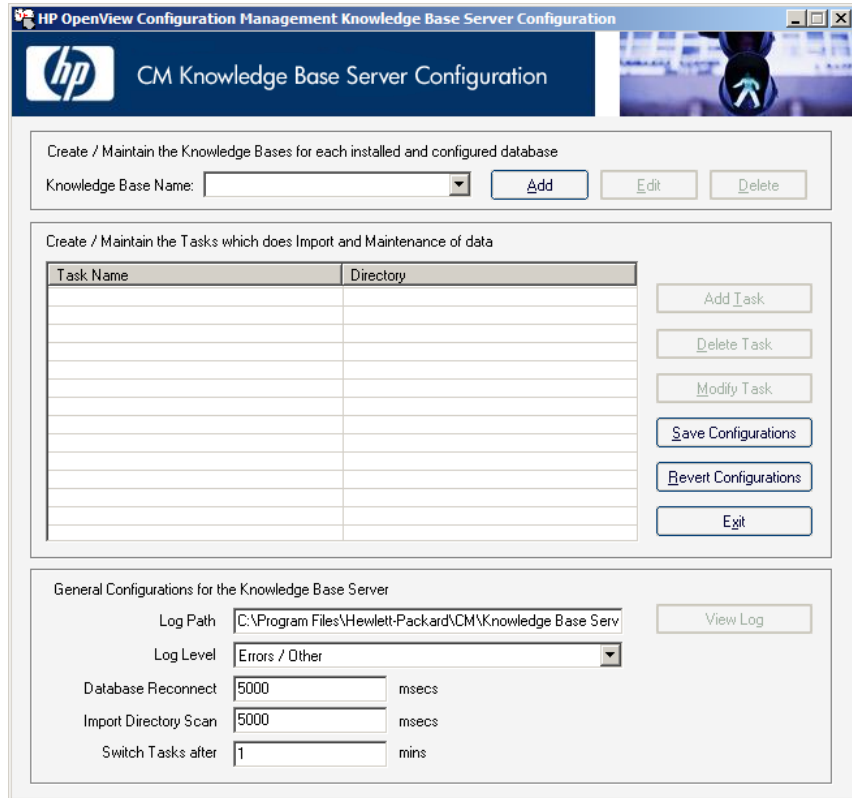 HP OpenView Configuration Management Knowledge Base Server Configuration
hp
CM Knowledge Base Server Configuration
Create / Maintain the Knowledge Bases for each installed and configured database
Knowledge Base Name:
Add
Edit
Delete
Create / Maintain the Tasks which does Import and Maintenance of data
Task Name
Directory
Add Task
Delete Task
Modify Task
Save Configurations
Revert Configurations
Exit
General Configurations for the Knowledge Base Server
Log Path
C:\Program Files\Hewlett-Packard\CM\Knowledge Base Serv
View Log
Log Level
Errors / Other
Database Reconnect
5000
msecs
Import Directory Scan
5000
msecs
Switch Tasks after
1
mins